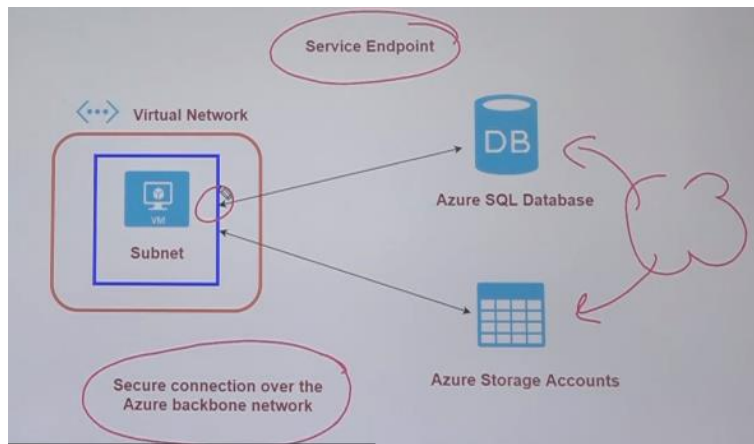 Service Endpoint
Virtual Network
DB
Azure SQL Database
VM
Subnet
Secure connection over the
Azure backbone network
Azure Storage Accounts